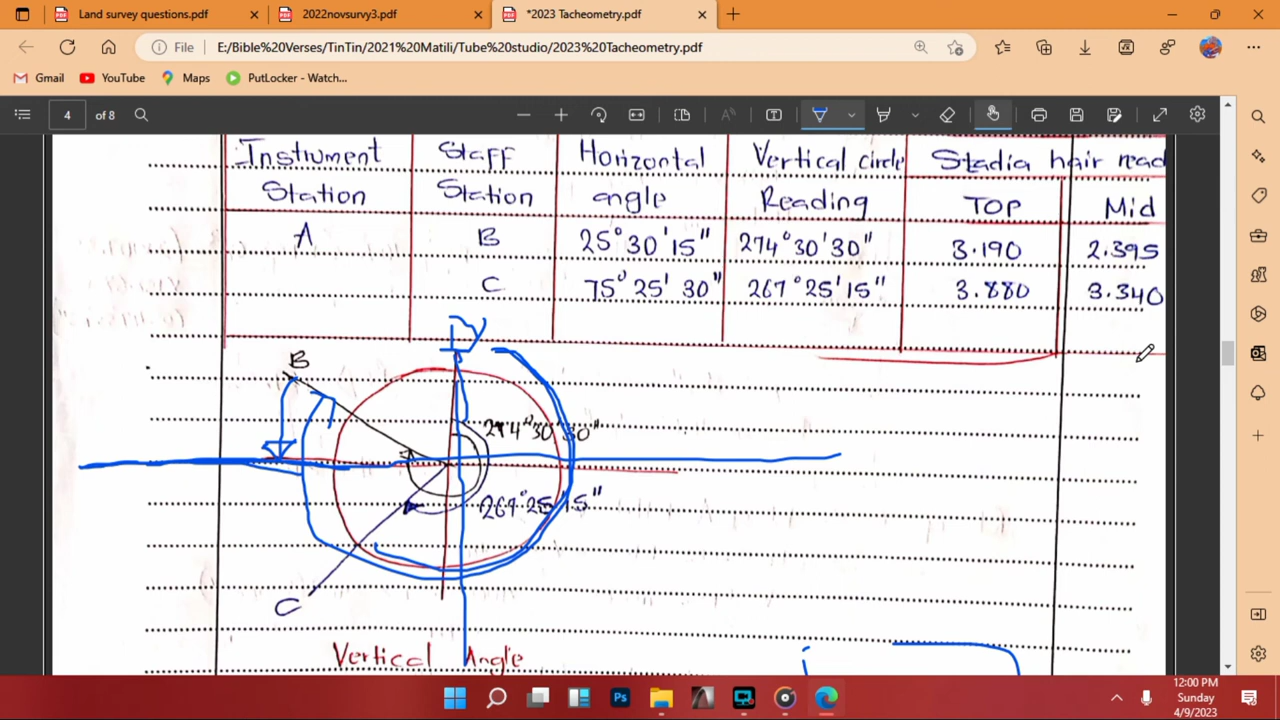 Land survey questions.pdf
2022novsurvy3.pdf
*2023 Tacheometry.pdf
File E:/Bible%20Verses/TinTin/2021%20Matili/Tube%20studio/2023%20Tacheometry.pdf
Gmail YouTube Maps PutLocker - Watch...
4 of 8
Instrument Staff Horizontal Vertical circle Stadia hair read
Station Station angle Reading TOP Mid
A B 25°30'15" 274°30'30" 3.190 2.395
C 75°25'30" 267°25'15" 3.880 3.340
B
274°30'30"
267°25'15"
C
Vertical Angle
12:00 PM
Sunday
4/9/2023